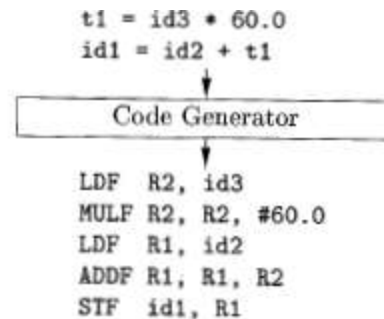 t1 = id3 * 60.0
id1 = id2 + t1
Code Generator
LDF R2, id3
MULF R2, R2, #60.0
LDF R1, id2
ADDF R1, R1, R2
STF id1, R1